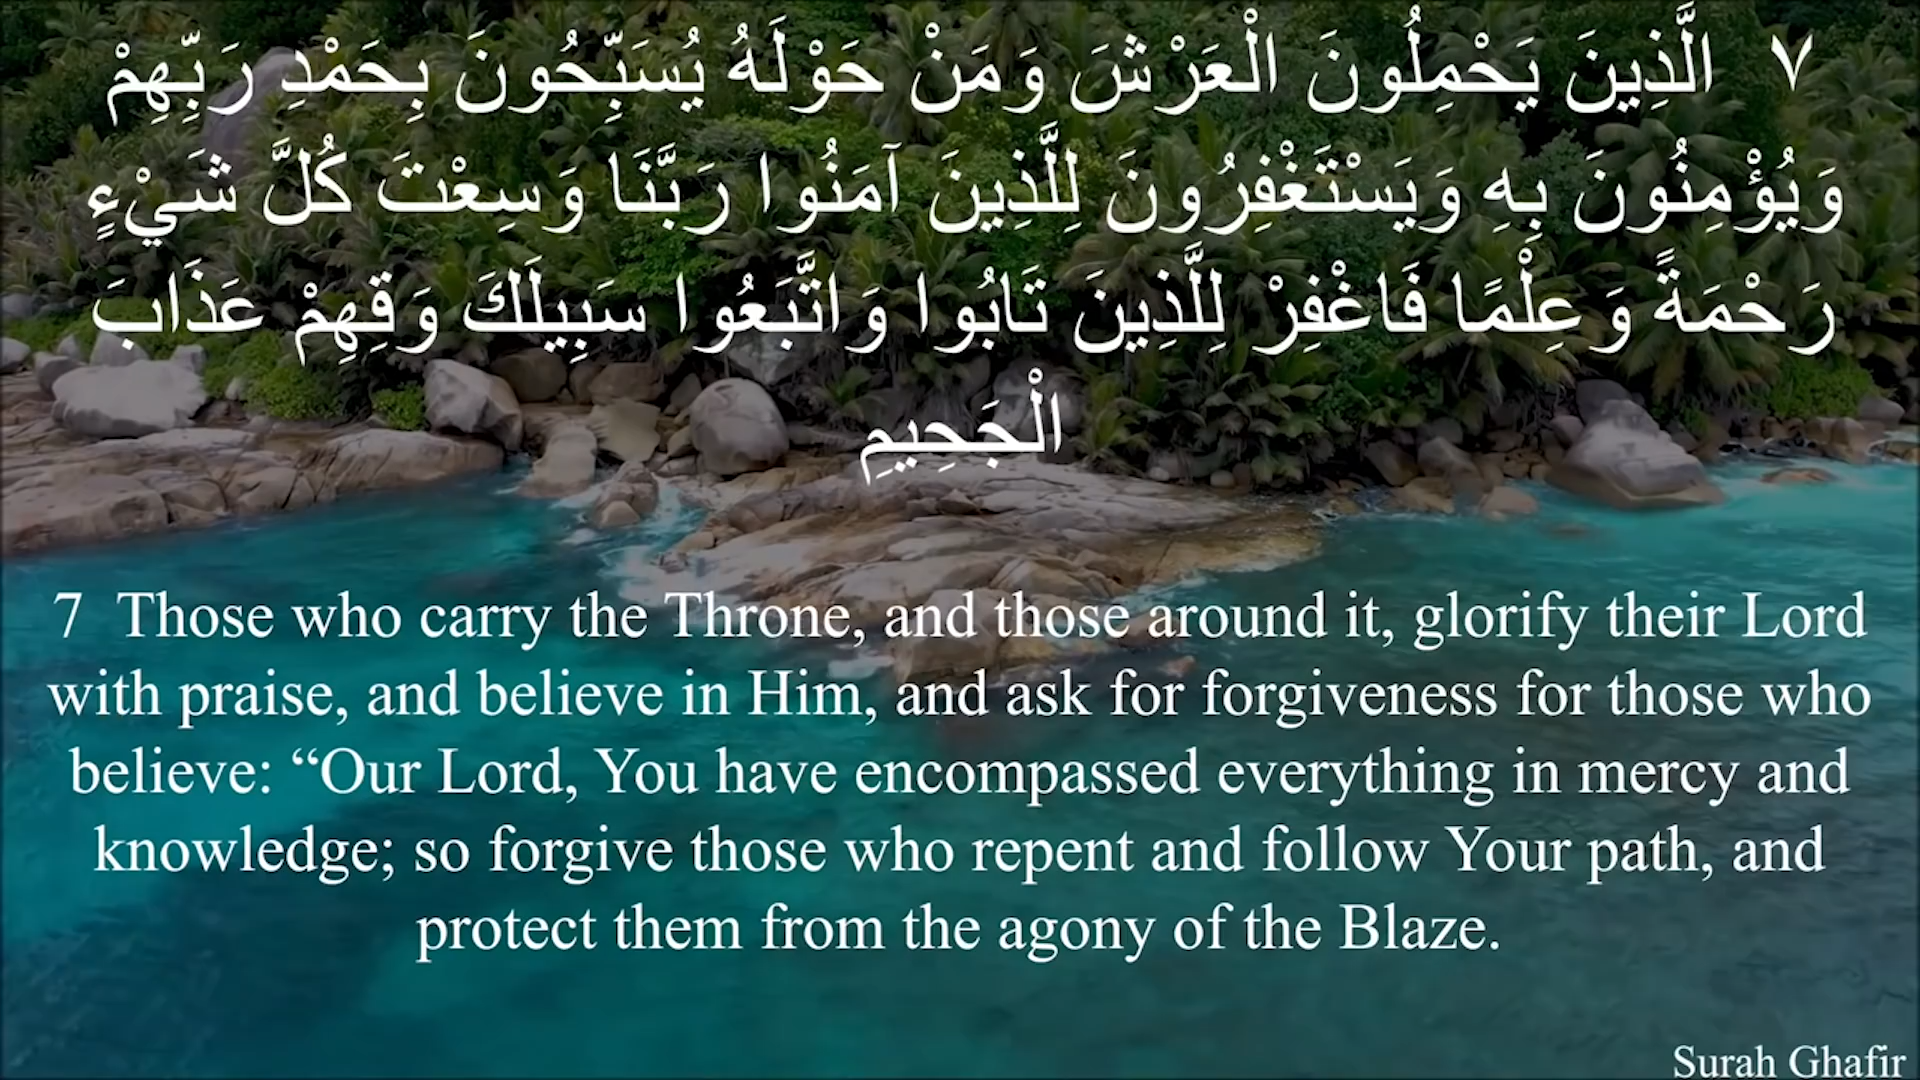 ٧ الَّذِينَ يَحْمِلُونَ الْعَرْشَ وَمَنْ حَوْلَهُ يُسَبِّحُونَ بِحَمْدِ رَبِّهِمْ
وَيُؤْمِنُونَ بِهِ وَيَسْتَغْفِرُونَ لِلَّذِينَ آمَنُوا رَبَّنَا وَسِعْتَ كُلَّ شَيْءٍ
رَحْمَةً وَعِلْمًا فَاغْفِرْ لِلَّذِينَ تَابُوا وَاتَّبَعُوا سَبِيلَكَ وَقِهِمْ عَذَابَ
الْجَحِيمِ
7 Those who carry the Throne, and those around it, glorify their Lord
with praise, and believe in Him, and ask for forgiveness for those who
believe: “Our Lord, You have encompassed everything in mercy and
knowledge; so forgive those who repent and follow Your path, and
protect them from the agony of the Blaze.
Surah Ghafir